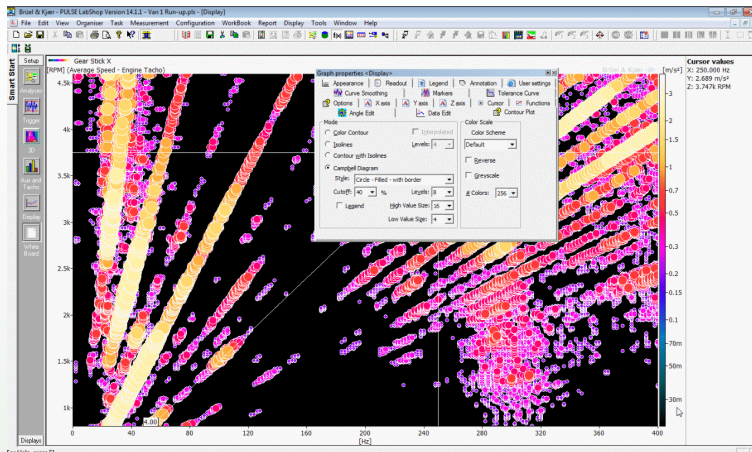 Brüel & Kjær - PULSE LabShop Version 14.1.1 - Van 1 Run-up.pls - [Display]
File Edit View Organiser Task Measurement Configuration WorkBook Report Display Tools Window Help
Smart Start
Setup
Analyses
Trigger
3D
Aux and Tacho
Display
White Board
Displays
Gear Stick X
[RPM] (Average Speed - Engine Tacho)
Brüel & Kjær
[m/s²]
Cursor values
X: 250.000 Hz
Y: 2.689 m/s²
Z: 3.747k RPM
Graph properties <Display>
Appearance Readout Legend Annotation User settings
Curve Smoothing Markers Tolerance Curve
Options X axis Y axis Z axis Cursor Functions
Angle Edit Data Edit Contour Plot
Mode
Color Contour Interpolated
Isolines Levels: 4
Contour with Isolines
Campbell Diagram
Style: Circle - Filled - with border
Cutoff: 40 % Levels: 8
Legend High Value Size: 16
Low Value Size: 4
Color Scale
Color Scheme
Default
Reverse
Greyscale
# Colors: 256
4.5k
4k
3.5k
3k
2.5k
2k
1.5k
1k
4.00
0 40 80 120 160 200 240 280 320 360 400
[Hz]
3
2
1.5
1
0.7
0.5
0.3
0.2
0.15
0.1
70m
50m
30m